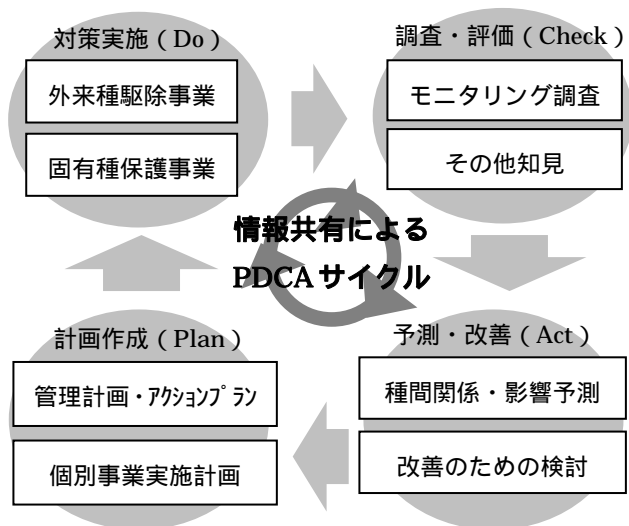 対策実施（Do）
外来種駆除事業
固有種保護事業
調査・評価（Check）
モニタリング調査
その他知見
情報共有による
PDCAサイクル
計画作成（Plan）
管理計画・ｱｸｼｮﾝﾌﾟﾗﾝ
個別事業実施計画
予測・改善（Act）
種間関係・影響予測
改善のための検討